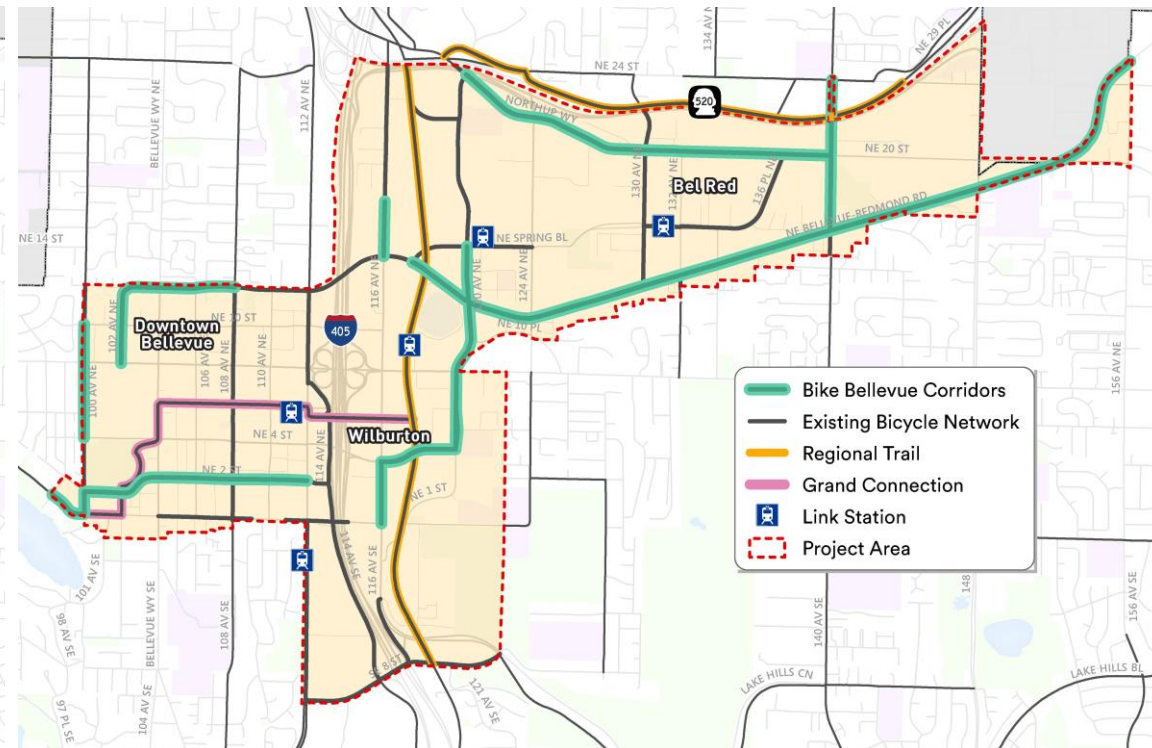 134 AV NE
NE 29 PL
NE 24 ST
520
112 AV NE
BELLEVUE WY NE
NORTHUP WY
NE 20 ST
130 AV NE
132 AV NE
136 PL NE
Bel Red
NE BELLEVUE-REDMOND RD
NE 14 ST
NE SPRING BL
116 AV NE
124 AV NE
102 AV NE
Downtown
Bellevue
NE 10 ST
405
NE 10 PL
100 AV NE
106 AV
108 AV NE
110 AV NE
156 AV NE
NE 4 ST
Wilburton
114 AV NE
NE 2 ST
NE 1 ST
Bike Bellevue Corridors
Existing Bicycle Network
Regional Trail
Grand Connection
Link Station
Project Area
101 AV SE
98 AV SE
97 PL SE
BELLEVUE WY SE
104 AV SE
108 AV SE
114 AV SE
116 AV SE
SE 8 ST
121 AV SE
140 AV SE
148
156 AV SE
LAKE HILLS CN
LAKE HILLS BL